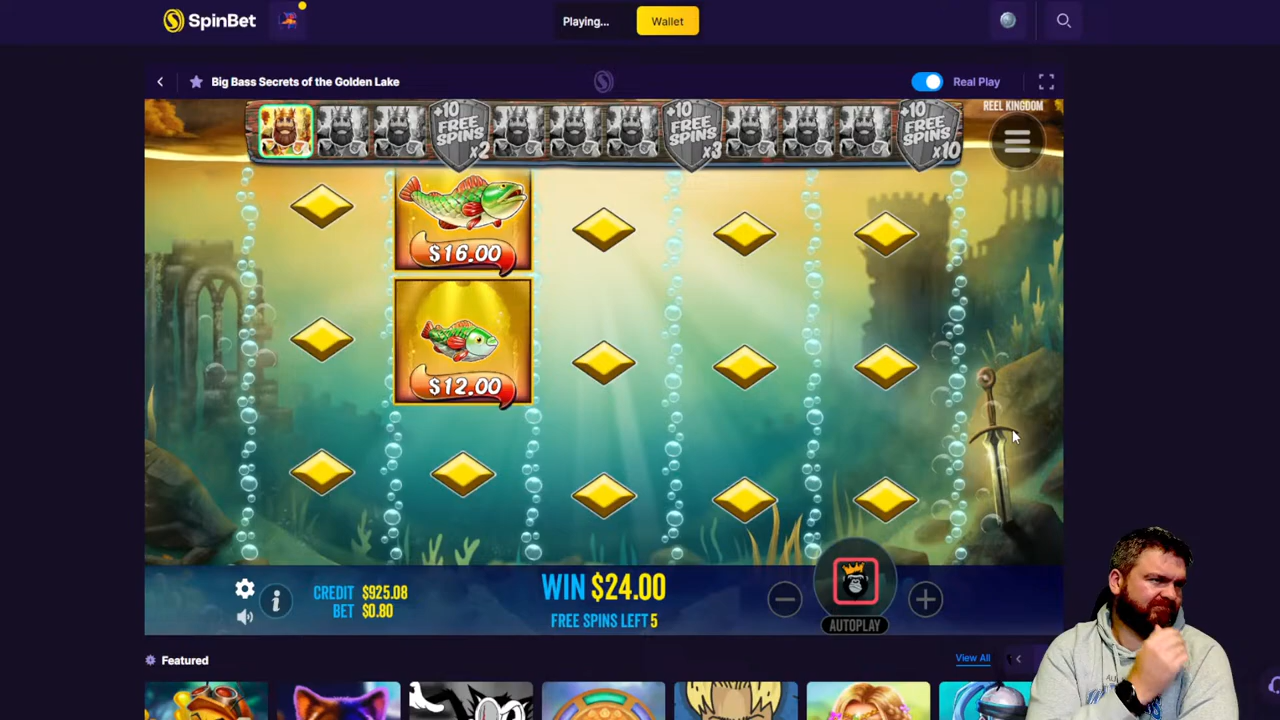 SpinBet
Playing...
Wallet
Big Bass Secrets of the Golden Lake
Real Play
REEL KINGDOM
+10
FREE
SPINS
x2
+10
FREE
SPINS
x3
+10
FREE
SPINS
x10
$16.00
$12.00
CREDIT $925.08
BET $0.80
WIN $24.00
FREE SPINS LEFT 5
AUTOPLAY
Featured
View All